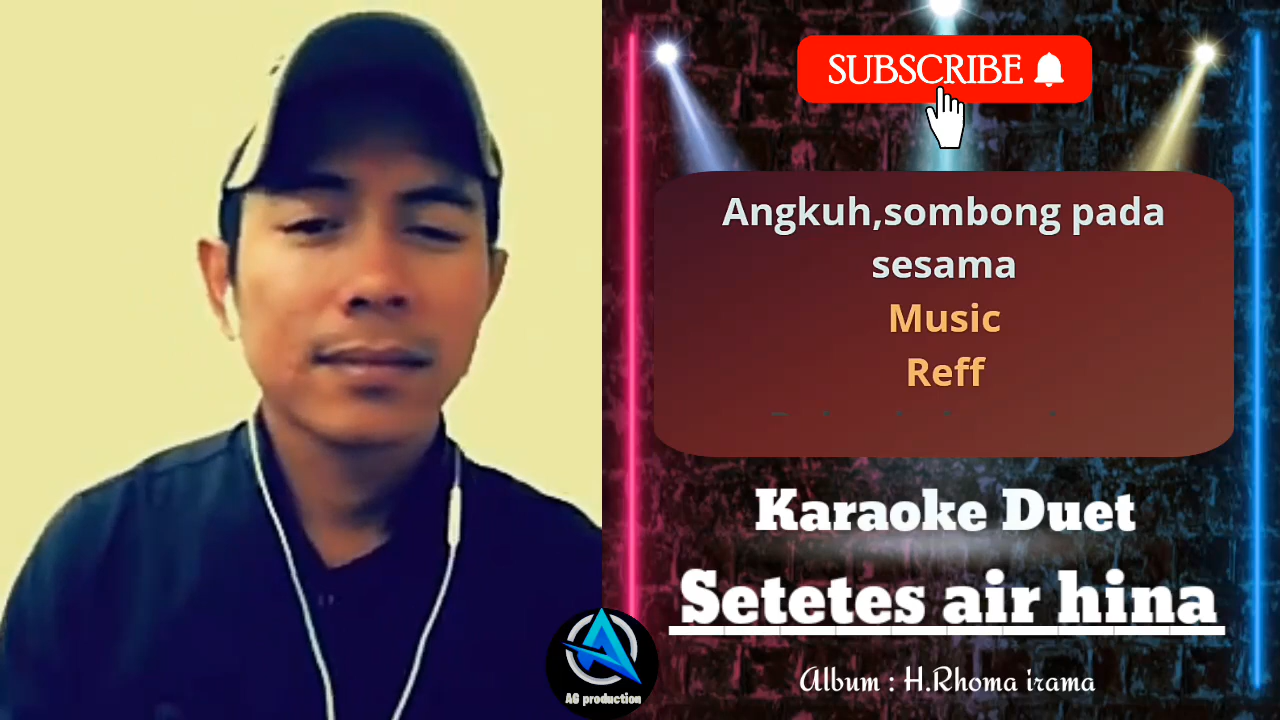 SUBSCRIBE
Angkuh,sombong pada
sesama
Music
Reff
Karaoke Duet
Setetes air hina
Album : H.Rhoma irama
AG production